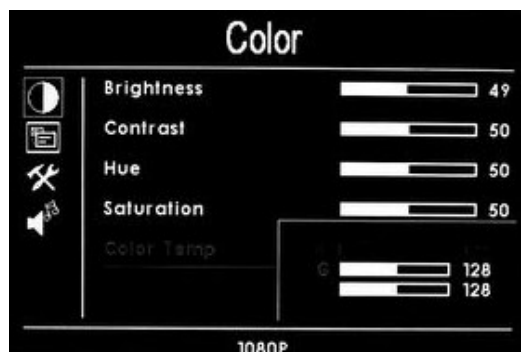 Color
Brightness 49
Contrast 50
Hue 50
Saturation 50
Color Temp
G 128
128
1080P